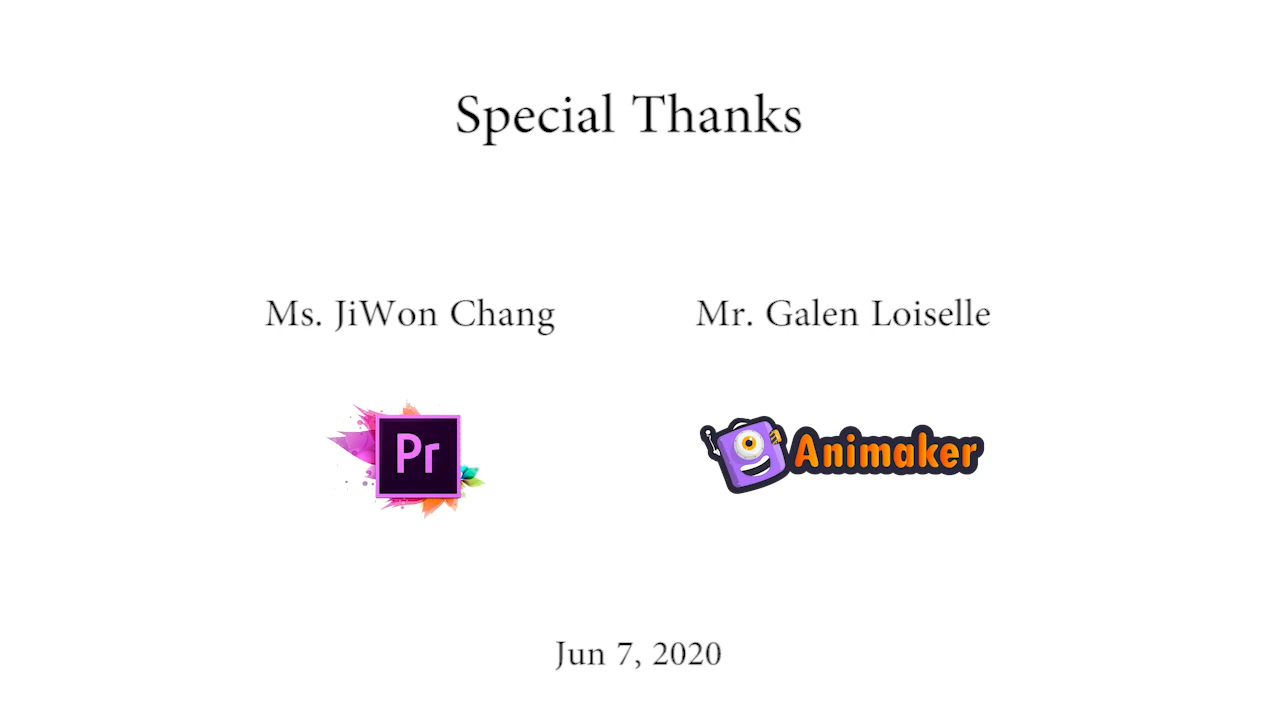 Special Thanks
Ms. JiWon Chang
Mr. Galen Loiselle
Pr
Animaker
Jun 7, 2020